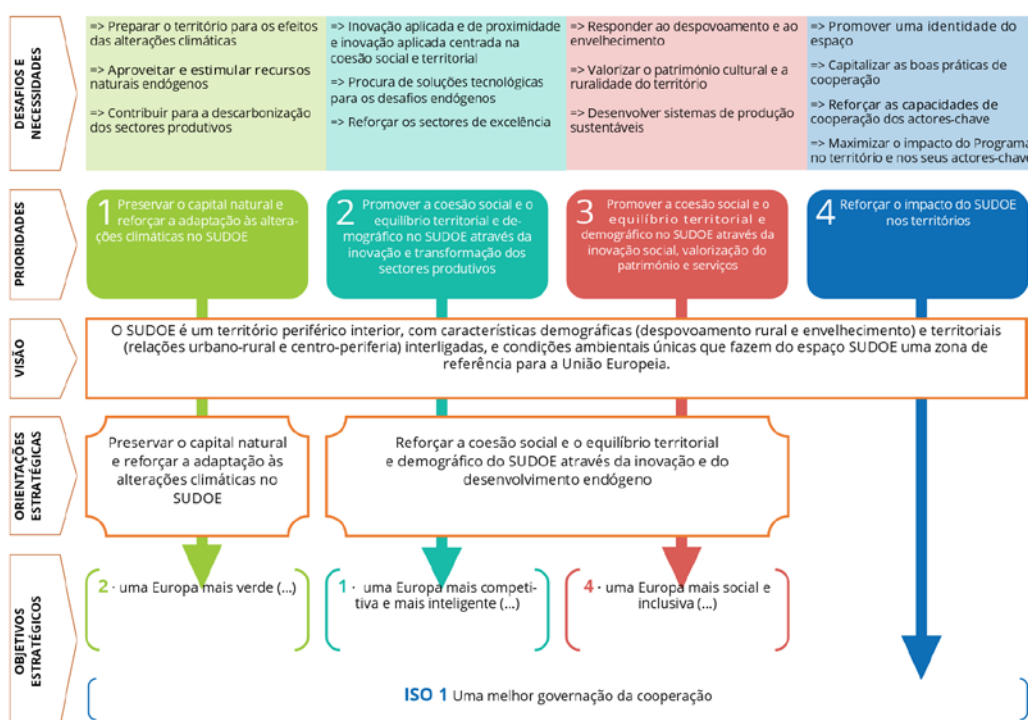 DESAFIOS E
NECESSIDADES
=> Preparar o território para os efeitos
das alterações climáticas
=> Aproveitar e estimular recursos
naturais endógenos
=> Contribuir para a descarbonização
dos sectores produtivos
=> Inovação aplicada e de proximidade
e inovação aplicada centrada na
coesão social e territorial
=> Procura de soluções tecnológicas
para os desafios endógenos
=> Reforçar os sectores de excelência
=> Responder ao despovoamento e ao
envelhecimento
=> Valorizar o património cultural e a
ruralidade do território
=> Desenvolver sistemas de produção
sustentáveis
=> Promover uma identidade do
espaço
=> Capitalizar as boas práticas de
cooperação
=> Reforçar as capacidades de
cooperação dos actores-chave
=> Maximizar o impacto do Programa
no território e nos seus actores-chave
PRIORIDADES
1 Preservar o capital natural e
reforçar a adaptação às altera-
ções climáticas no SUDOE
2 Promover a coesão social e o
equilíbrio territorial e de-
mográfico no SUDOE através da
inovação e transformação dos
sectores produtivos
3 Promover a coesão social e o
equilíbrio territorial e
demográfico no SUDOE através da
inovação social, valorização do
património e serviços
4 Reforçar o impacto do SUDOE
nos territórios
VISÃO
O SUDOE é um território periférico interior, com características demográficas (despovoamento rural e envelhecimento) e territoriais
(relações urbano-rural e centro-periferia) interligadas, e condições ambientais únicas que fazem do espaço SUDOE uma zona de
referência para a União Europeia.
ORIENTAÇÕES
ESTRATÉGICAS
Preservar o capital natural
e reforçar a adaptação às
alterações climáticas no
SUDOE
Reforçar a coesão social e o equilíbrio territorial
e demográfico do SUDOE através da inovação e do
desenvolvimento endógeno
OBJETIVOS
ESTRATÉGICOS
2 · uma Europa mais verde (...)
1 · uma Europa mais competi-
tiva e mais inteligente (...)
4 · uma Europa mais social e
inclusiva (...)
ISO 1 Uma melhor governação da cooperação